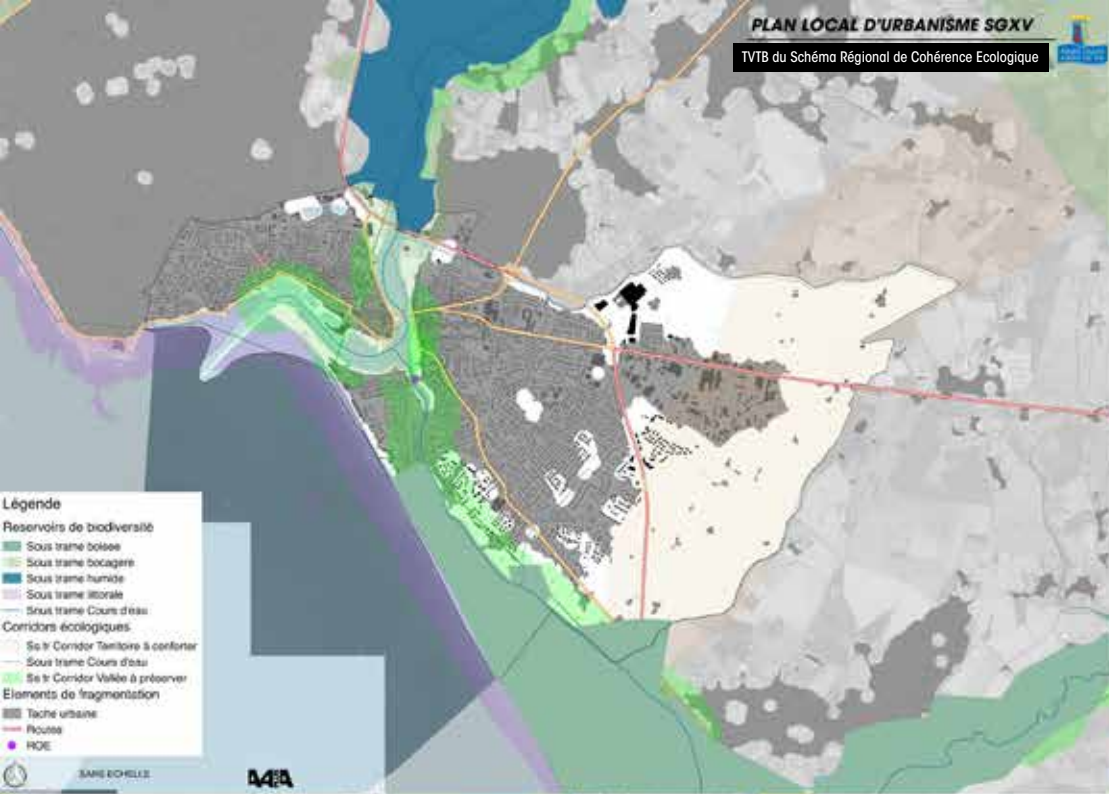 PLAN LOCAL D'URBANISME SGXV
TVTB du Schéma Régional de Cohérence Ecologique
Légende
Reservoirs de biodiversité
Sous trame boisee
Sous trame bocagere
Sous trame humide
Sous trame littorale
Sous trame Cours d'eau
Corridors écologiques
Ss tr Corridor Territoire à conforter
Sous trame Cours d'eau
Ss tr Corridor Vallée à préserver
Elements de fragmentation
Tache urbaine
Routes
ROE
SANS ECHELLE